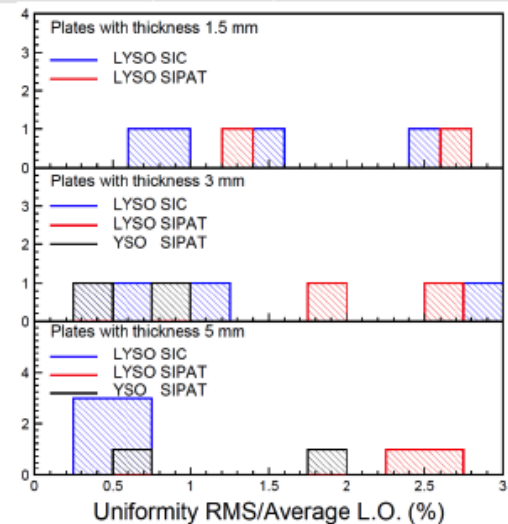 4
Plates with thickness 1.5 mm
3
LYSO SIC
LYSO SIPAT
2
1
0
Plates with thickness 3 mm
LYSO SIC
3
LYSO SIPAT
YSO SIPAT
2
1
0
Plates with thickness 5 mm
LYSO SIC
4
LYSO SIPAT
YSO SIPAT
2
0
0 0.5 1 1.5 2 2.5 3
Uniformity RMS/Average L.O. (%)